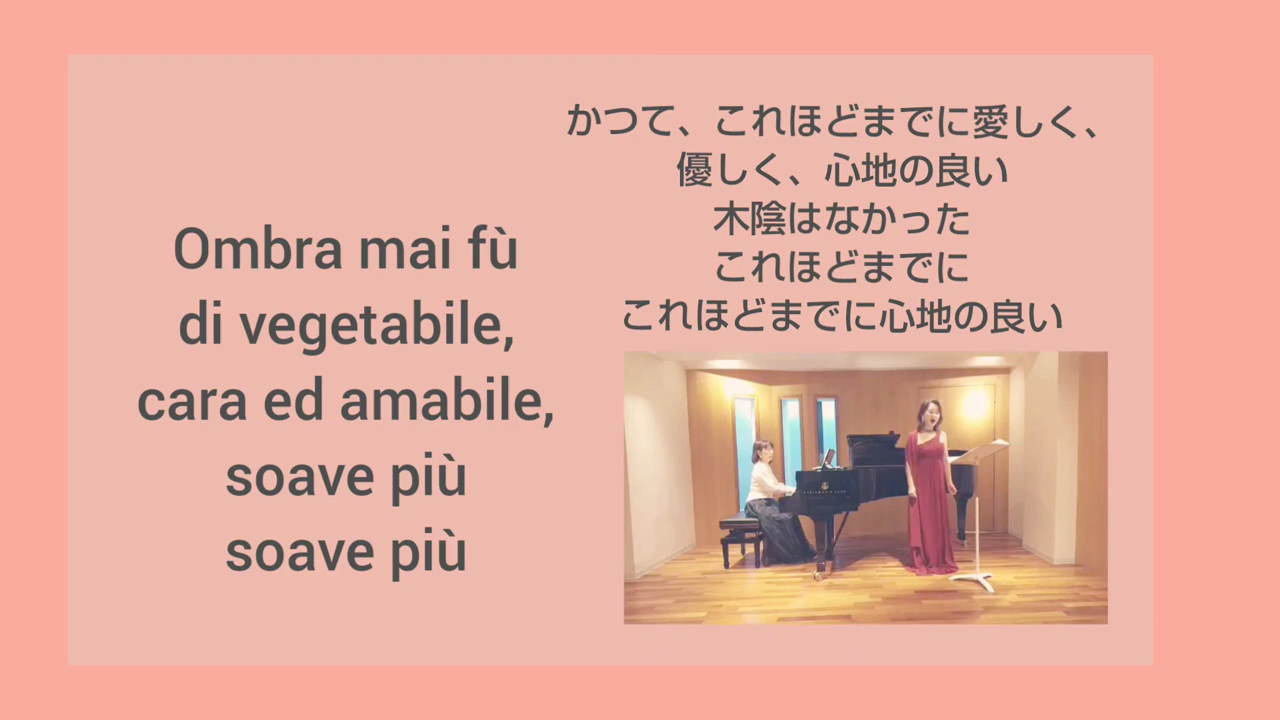 Ombra mai fù
di vegetabile,
cara ed amabile,
soave più
soave più
かつて、これほどまでに愛しく、
優しく、心地の良い
木陰はなかった
これほどまでに
これほどまでに心地の良い